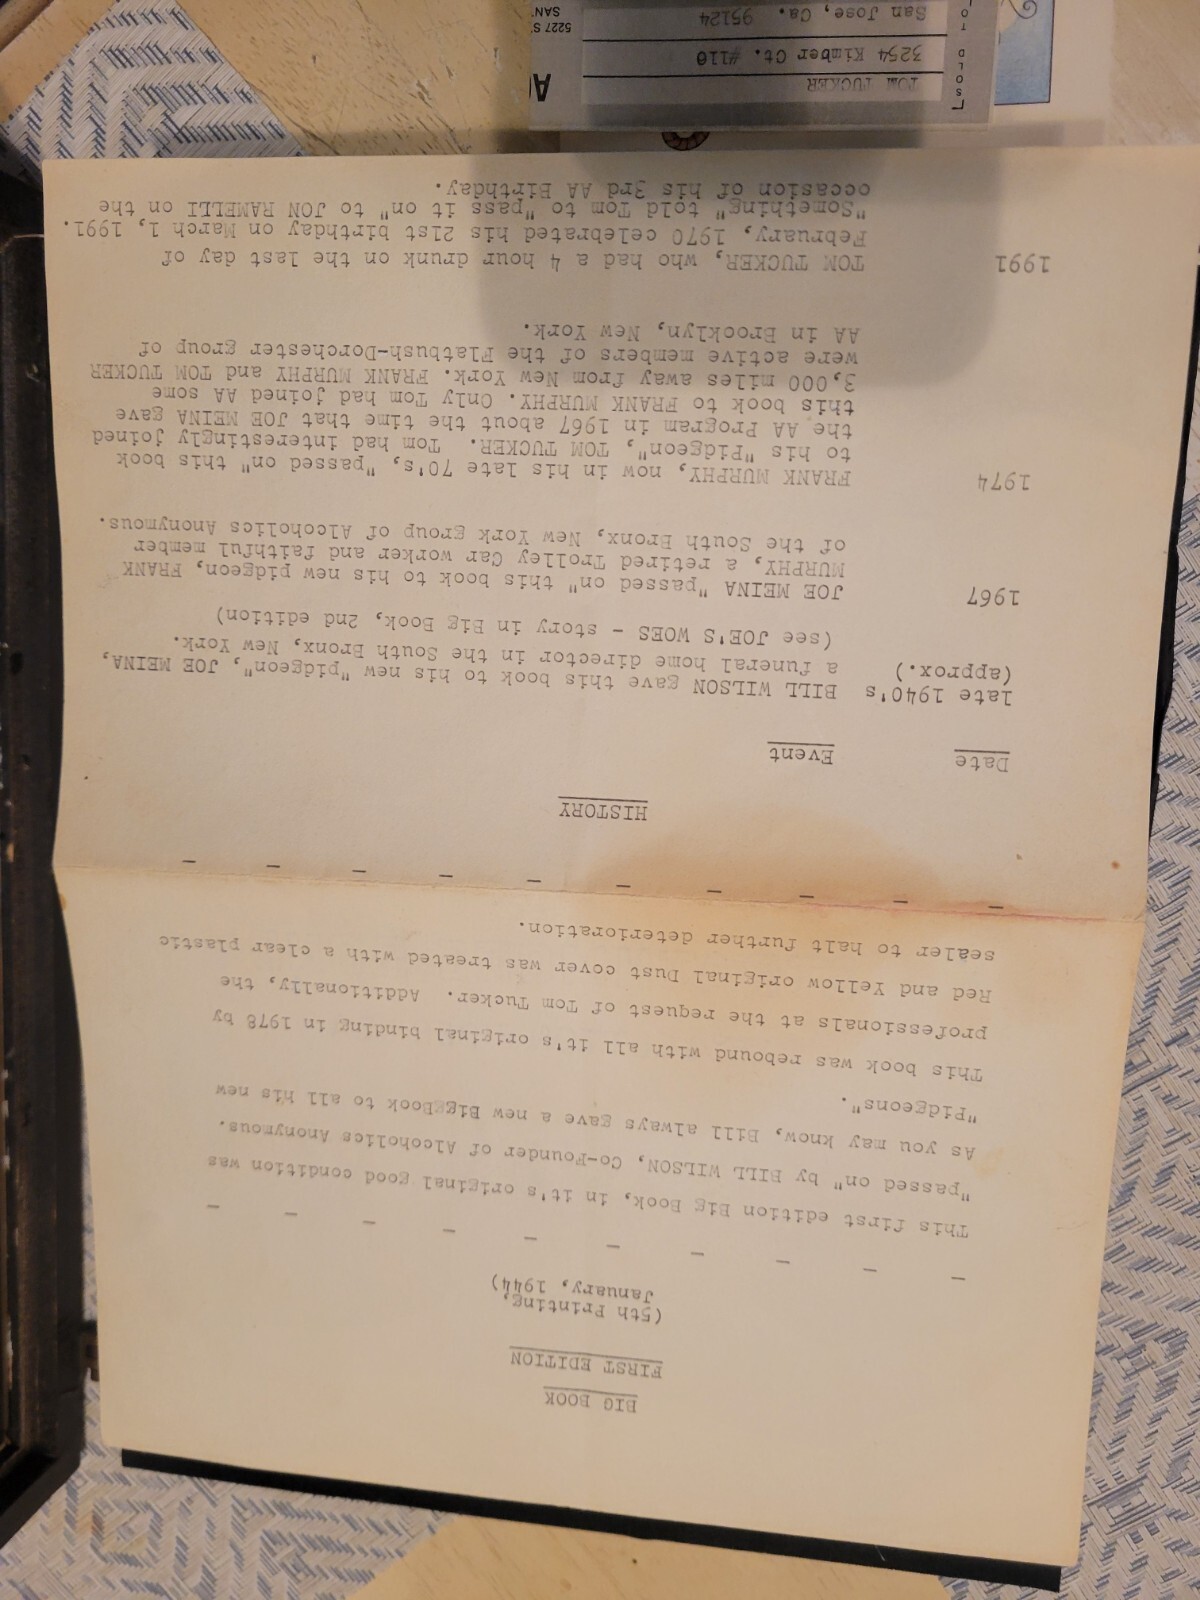 BIG BOOK
FIRST EDITION
(5th Printing,
January, 1944)
- - - - - - - - - -
This first edition Big Book, in it's original good condition was
"passed on" by BILL WILSON, Co-Founder of Alcoholics Anonymous.
As you may know, Bill always gave a new BiggBook to all his new
"Pidgeons".
This book was rebound with all it's original binding in 1978 by
professionals at the request of Tom Tucker. Additionally, the
Red and Yellow original Dust cover was treated with a clear plastic
sealer to halt further deterioration.
- - - - - - - - - -
HISTORY
Date Event
late 1940's BILL WILSON gave this book to his new "pidgeon", JOE MEINA,
(approx.) a funeral home director in the South Bronx, New York.
(see JOE'S WOES - story in Big Book, 2nd edition)
1967 JOE MEINA "passed on" this book to his new pidgeon, FRANK
MURPHY, a retired Trolley Car worker and faithful member
of the South Bronx, New York group of Alcoholics Anonymous.
1974 FRANK MURPHY, now in his late 70's, "passed on" this book
to his "Pidgeon", TOM TUCKER. Tom had interestingly joined
the AA Program in 1967 about the time that JOE MEINA gave
this book to FRANK MURPHY. Only Tom had joined AA some
3,000 miles away from New York. FRANK MURPHY and TOM TUCKER
were active members of the Flatbush-Dorchester group of
AA in Brooklyn, New York.
1991 TOM TUCKER, who had a 4 hour drunk on the last day of
February, 1970 celebrated his 21st birthday on March 1, 1991.
"Something" told Tom to "pass it on" to JON RAMELLI on the
occasion of his 3rd AA Birthday.
SOLD TO
TOM TUCKER
3254 Kimber Ct. #110
San Jose, Ca. 95124
5227 S
SAN